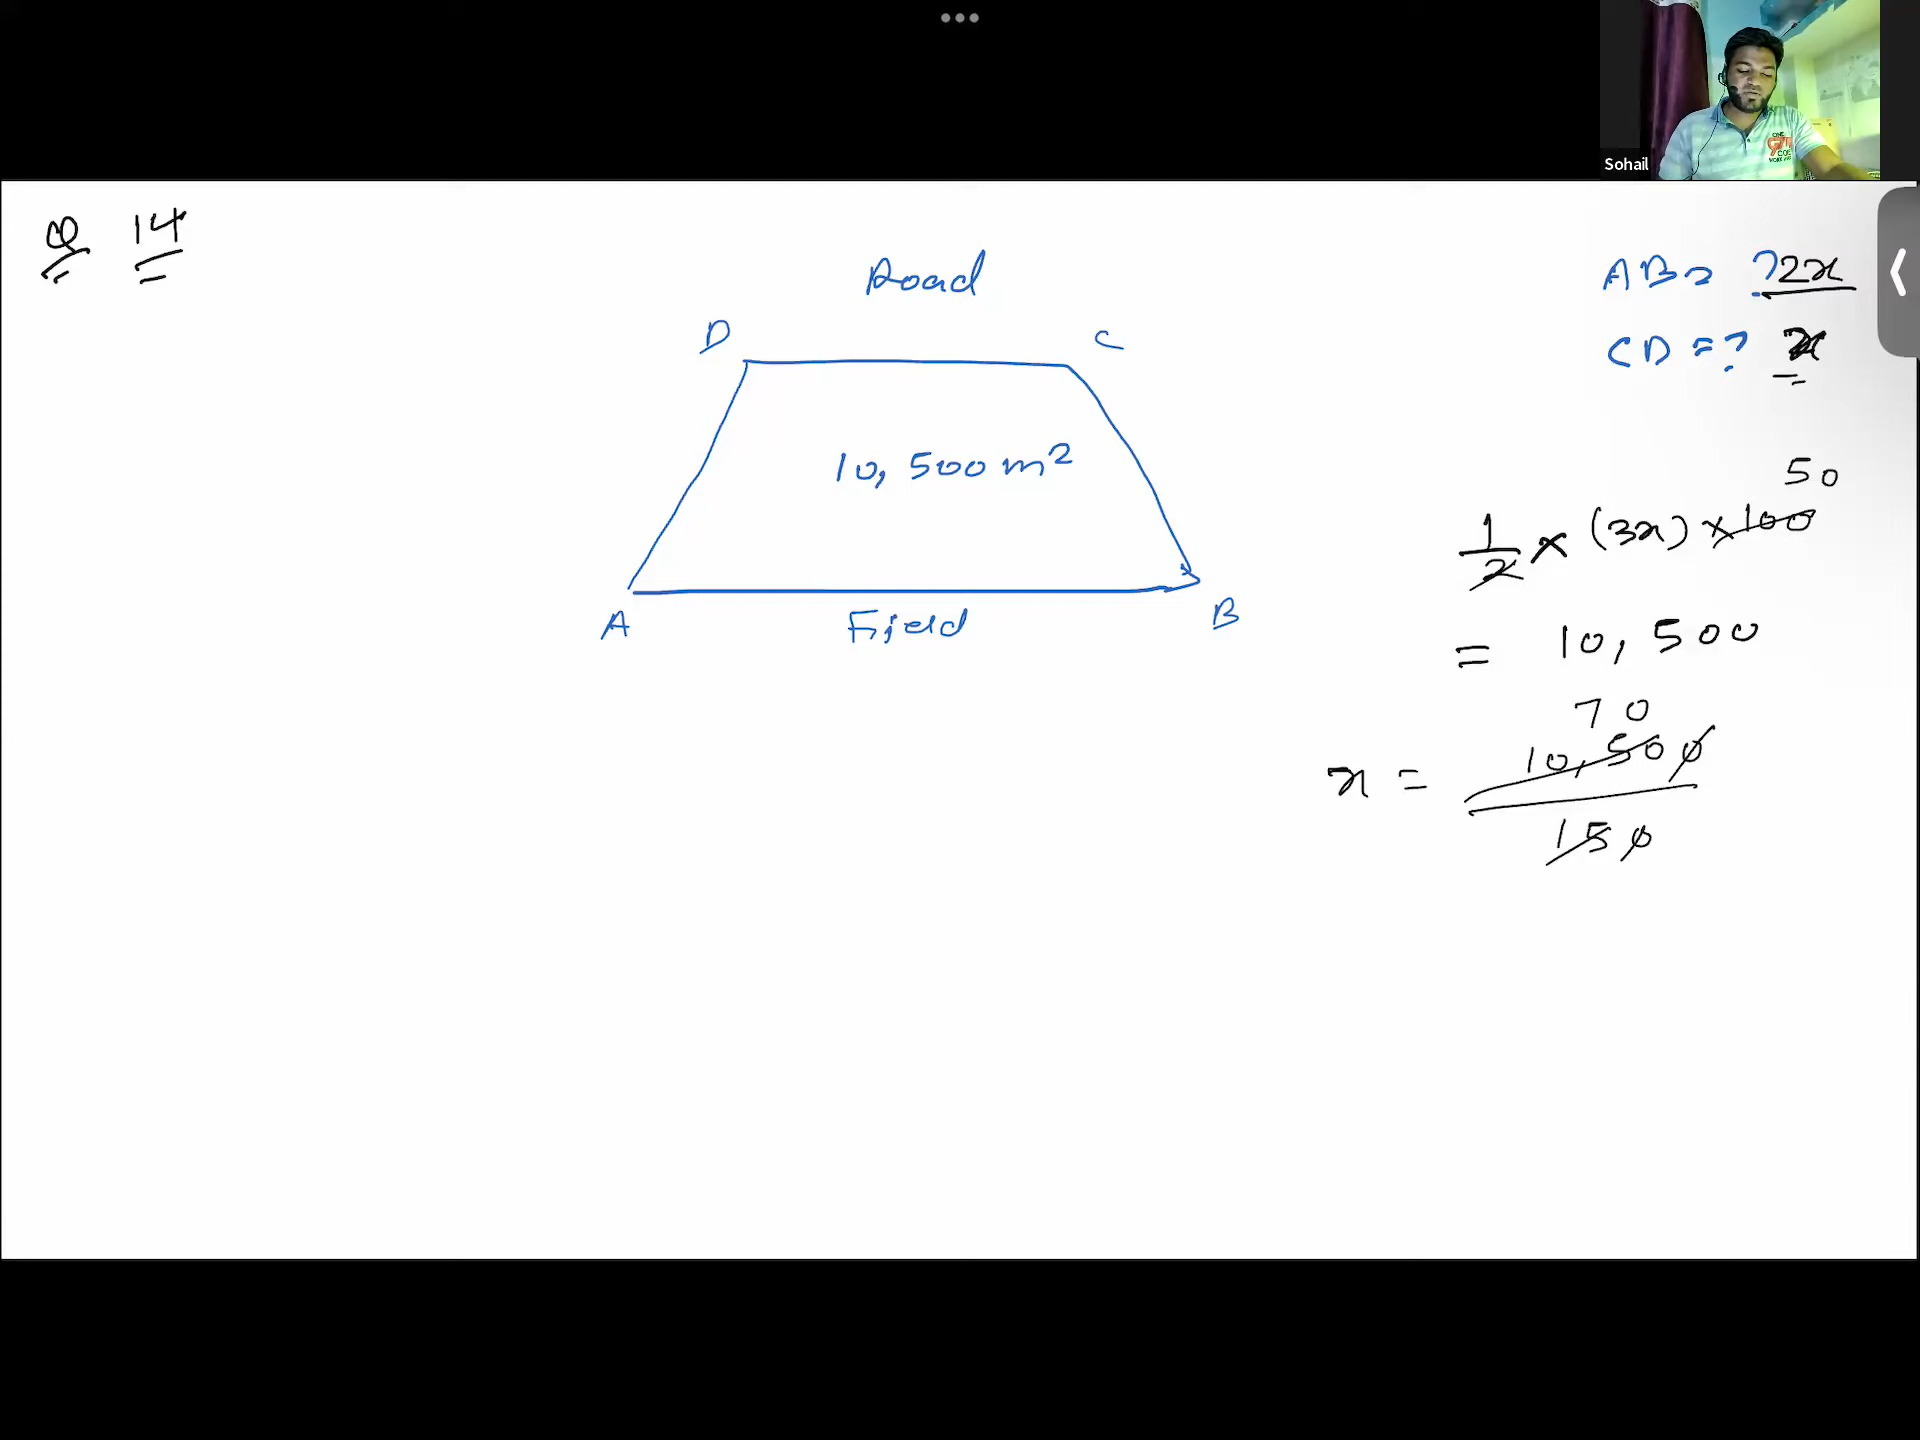 Sohail
Q 14
Road
AB = ? 2x
D C
CD = ? x
10, 500 m²
50
1/2 × (3x) × 100
A Field B
= 10, 500
70
x = 10,500 / 150